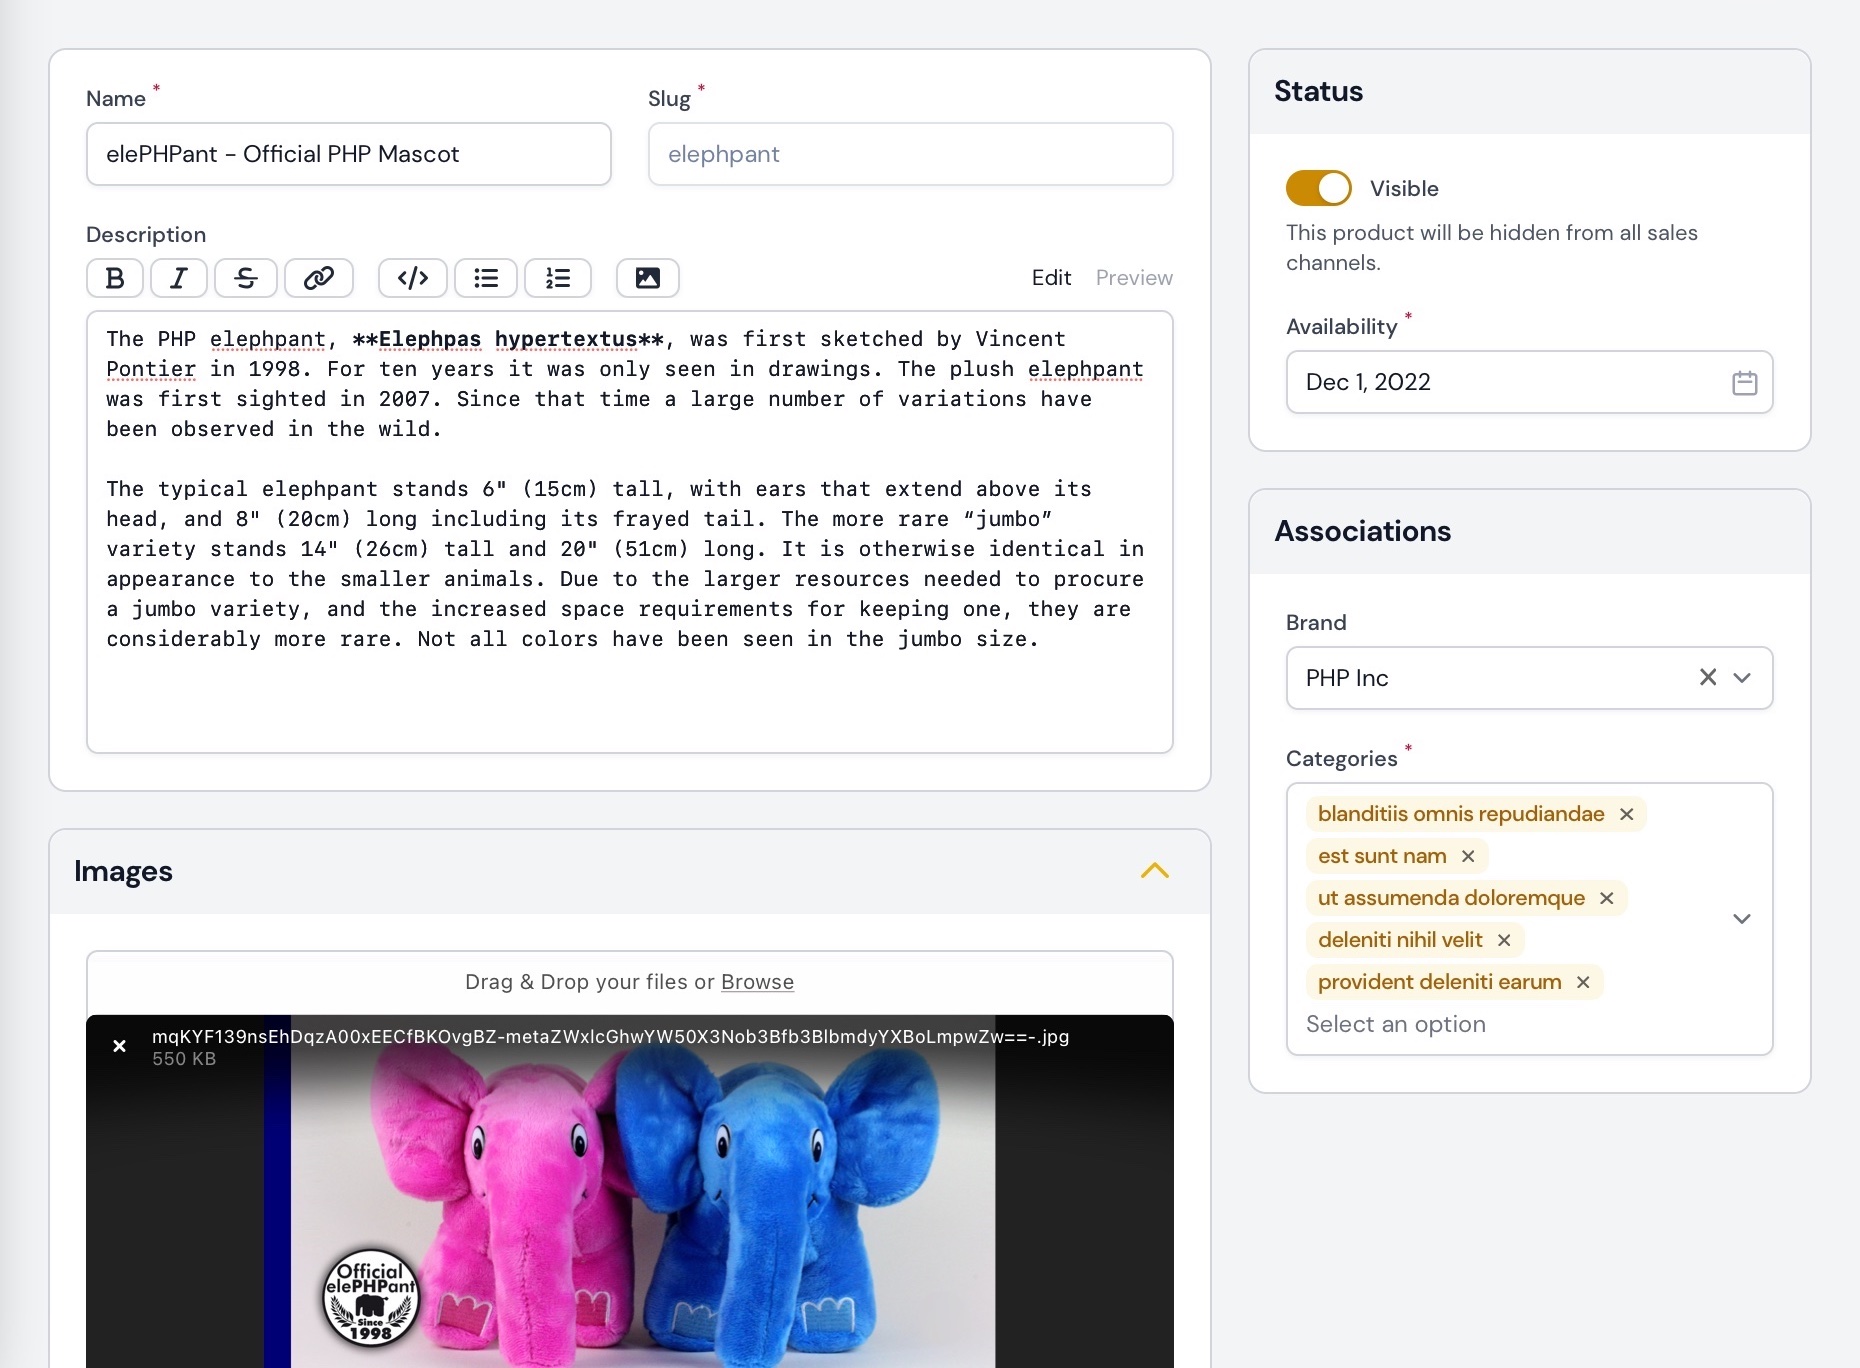 Name *
elePHPant - Official PHP Mascot
Slug *
elephpant
Description
Edit Preview
The PHP elephpant, **Elephpas hypertextus**, was first sketched by Vincent
Pontier in 1998. For ten years it was only seen in drawings. The plush elephpant
was first sighted in 2007. Since that time a large number of variations have
been observed in the wild.
The typical elephpant stands 6" (15cm) tall, with ears that extend above its
head, and 8" (20cm) long including its frayed tail. The more rare “jumbo”
variety stands 14" (26cm) tall and 20" (51cm) long. It is otherwise identical in
appearance to the smaller animals. Due to the larger resources needed to procure
a jumbo variety, and the increased space requirements for keeping one, they are
considerably more rare. Not all colors have been seen in the jumbo size.
Images
Drag & Drop your files or Browse
mqKYF139nsEhDqzA00xEECfBKOvgBZ-metaZWxlcGhwYW50X3Nob3Bfb3BlbmdyYXBoLmpwZw==-.jpg
550 KB
Official
elePHPant
Since
1998
Status
Visible
This product will be hidden from all sales
channels.
Availability *
Dec 1, 2022
Associations
Brand
PHP Inc
Categories *
blanditiis omnis repudiandae
est sunt nam
ut assumenda doloremque
deleniti nihil velit
provident deleniti earum
Select an option